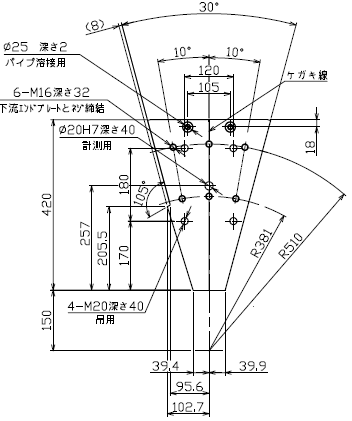 (8)
30°
Ø25 深さ2
パイプ溶接用
10°
10°
120
105
ケガキ線
6-M16深さ32
下流エンドプレートとネジ締結
Ø20H7深さ40
計測用
18
180
105°
420
257
205.5
170
R381
R510
4-M20深さ40
吊用
150
39.4
39.9
95.6
102.7